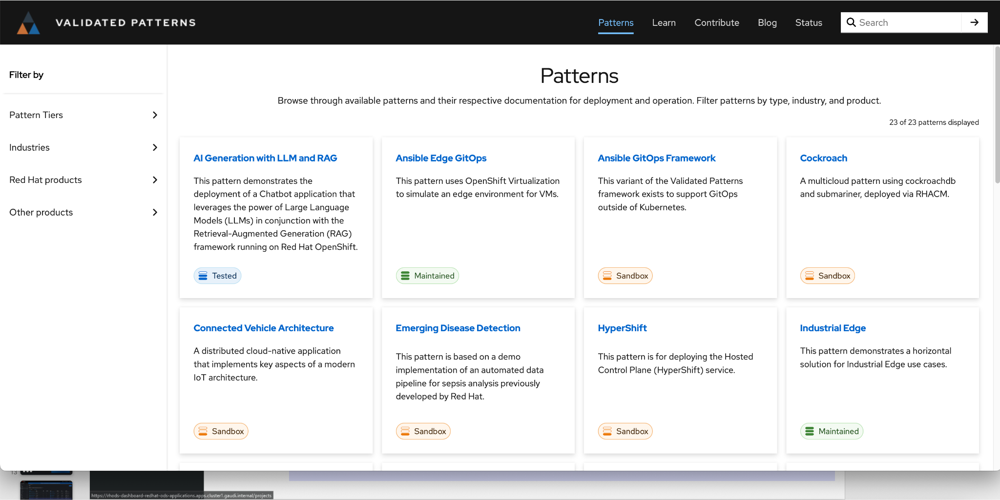 VALIDATED PATTERNS
Patterns
Learn
Contribute
Blog
Status
Search
Filter by
Pattern Tiers
Industries
Red Hat products
Other products
Patterns
Browse through available patterns and their respective documentation for deployment and operation. Filter patterns by type, industry, and product.
23 of 23 patterns displayed
AI Generation with LLM and RAG
This pattern demonstrates the
deployment of a Chatbot application that
leverages the power of Large Language
Models (LLMs) in conjunction with the
Retrieval-Augmented Generation (RAG)
framework running on Red Hat OpenShift.
Tested
Ansible Edge GitOps
This pattern uses OpenShift Virtualization
to simulate an edge environment for VMs.
Maintained
Ansible GitOps Framework
This variant of the Validated Patterns
framework exists to support GitOps
outside of Kubernetes.
Sandbox
Cockroach
A multicloud pattern using cockroachdb
and submariner, deployed via RHACM.
Sandbox
Connected Vehicle Architecture
A distributed cloud-native application
that implements key aspects of a modern
IoT architecture.
Sandbox
Emerging Disease Detection
This pattern is based on a demo
implementation of an automated data
pipeline for sepsis analysis previously
developed by Red Hat.
Sandbox
HyperShift
This pattern is for deploying the Hosted
Control Plane (HyperShift) service.
Sandbox
Industrial Edge
This pattern demonstrates a horizontal
solution for Industrial Edge use cases.
Maintained
13
https://rhods-dashboard-redhat-ods-applications.apps.cluster1.gaudi.internal/projects